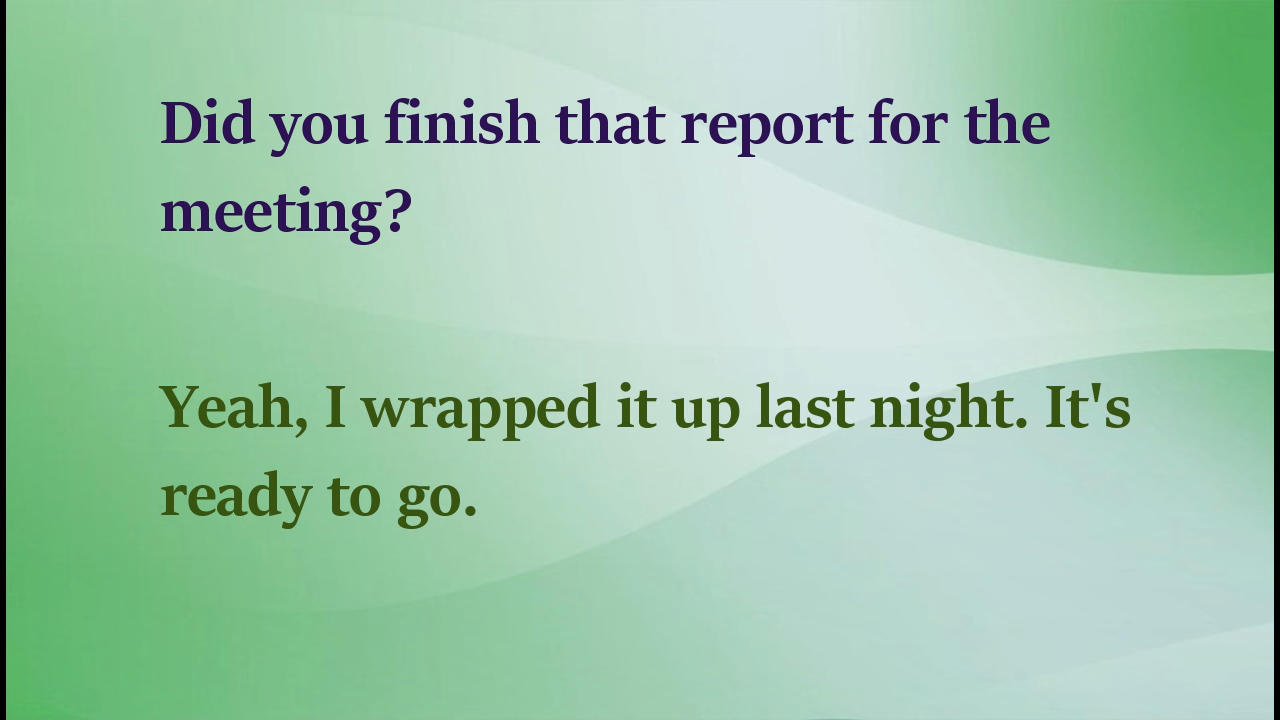 Did you finish that report for the
meeting?
Yeah, I wrapped it up last night. It's
ready to go.